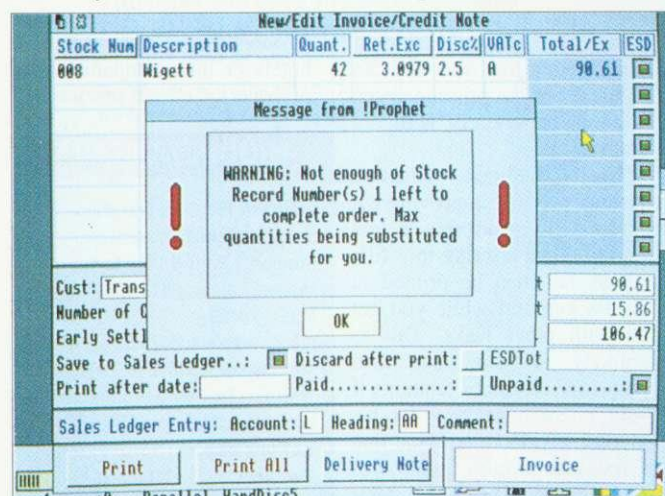 New/Edit Invoice/Credit Note
Stock Num Description Quant. Ret.Exc Disc% VATc Total/Ex ESD
008 Wigett 42 3.0979 2.5 A 90.61
Message from !Prophet
WARNING: Not enough of Stock
Record Number(s) 1 left to
complete order. Max
quantities being substituted
for you.
OK
Cust: Trans 90.61
Number of 15.86
Early Settl 106.47
Save to Sales Ledger..: Discard after print: ESDTot
Print after date: Paid..............: Unpaid.........:
Sales Ledger Entry: Account: L Heading: AA Comment:
Print Print All Delivery Note Invoice